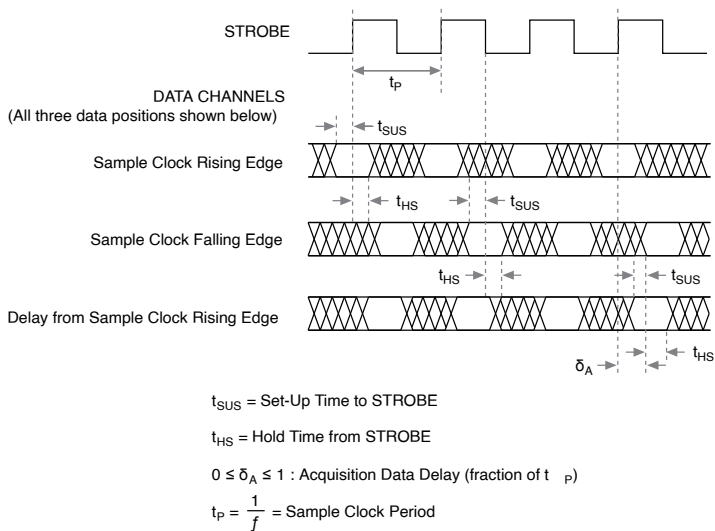 STROBE
tP
DATA CHANNELS
(All three data positions shown below)
tSUS
Sample Clock Rising Edge
tHS
tSUS
Sample Clock Falling Edge
tHS
tSUS
Delay from Sample Clock Rising Edge
tHS
δA
tSUS = Set-Up Time to STROBE
tHS = Hold Time from STROBE
0 ≤ δA ≤ 1 : Acquisition Data Delay (fraction of t P)
tP = 1/f = Sample Clock Period